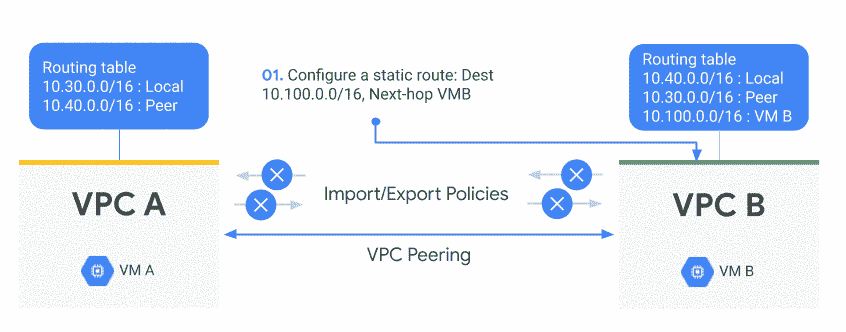 Routing table
10.30.0.0/16 : Local
10.40.0.0/16 : Peer
01. Configure a static route: Dest
10.100.0.0/16, Next-hop VMB
Routing table
10.40.0.0/16 : Local
10.30.0.0/16 : Peer
10.100.0.0/16 : VM B
VPC A
Import/Export Policies
VPC B
VPC Peering
VM A
VM B